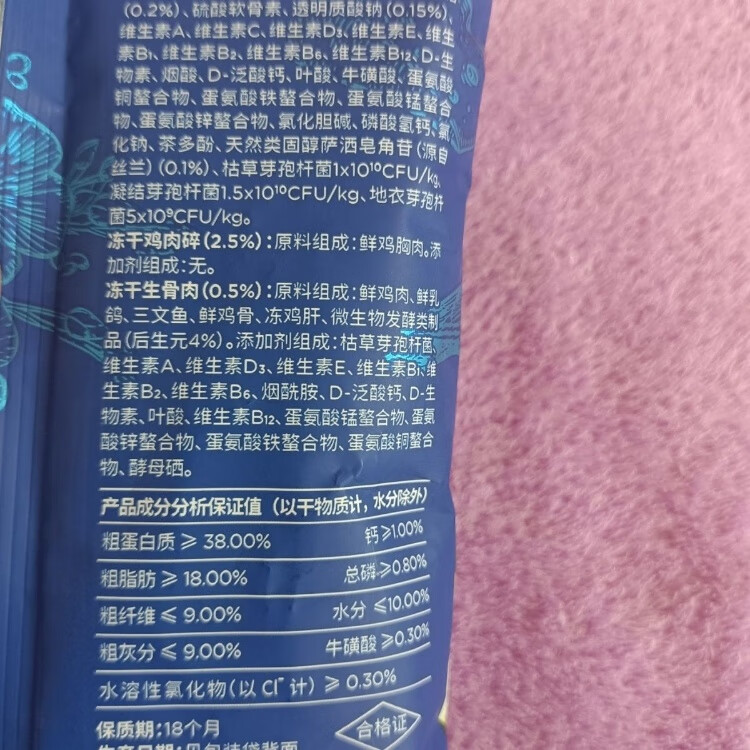 (0.2%)、硫酸软骨素、透明质酸钠(0.15%)、
维生素A、维生素C、维生素D₃、维生素E、维生
素B₁、维生素B₂、维生素B₆、维生素B₁₂、D-生
物素、烟酸、D-泛酸钙、叶酸、牛磺酸、蛋氨酸
铜螯合物、蛋氨酸铁螯合物、蛋氨酸锰螯合
物、蛋氨酸锌螯合物、氯化胆碱、磷酸氢钙、氯
化钠、茶多酚、天然类固醇萨洒皂角苷(源自
丝兰)(0.1%)、枯草芽孢杆菌1x10¹⁰CFU/kg、
凝结芽孢杆菌1.5x10¹⁰CFU/kg、地衣芽孢杆
菌5x10⁹CFU/kg。
冻干鸡肉碎(2.5%):原料组成:鲜鸡胸肉。添
加剂组成:无。
冻干生骨肉(0.5%):原料组成:鲜鸡肉、鲜乳
鸽、三文鱼、鲜鸡骨、冻鸡肝、微生物发酵类制
品(后生元4%)。添加剂组成:枯草芽孢杆菌、
维生素A、维生素D₃、维生素E、维生素B₁、维
生素B₂、维生素B₆、烟酰胺、D-泛酸钙、D-生
物素、叶酸、维生素B₁₂、蛋氨酸锰螯合物、蛋氨
酸锌螯合物、蛋氨酸铁螯合物、蛋氨酸铜螯合
物、酵母硒。
产品成分分析保证值(以干物质计,水分除外)
粗蛋白质 ≥ 38.00% 钙≥1.00%
粗脂肪 ≥ 18.00% 总磷≥0.80%
粗纤维 ≤ 9.00% 水分 ≤10.00%
粗灰分 ≤ 9.00% 牛磺酸 ≥0.30%
水溶性氯化物(以 Cl⁻ 计) ≥ 0.30%
保质期:18个月
合格证
生产日期:见包装袋背面